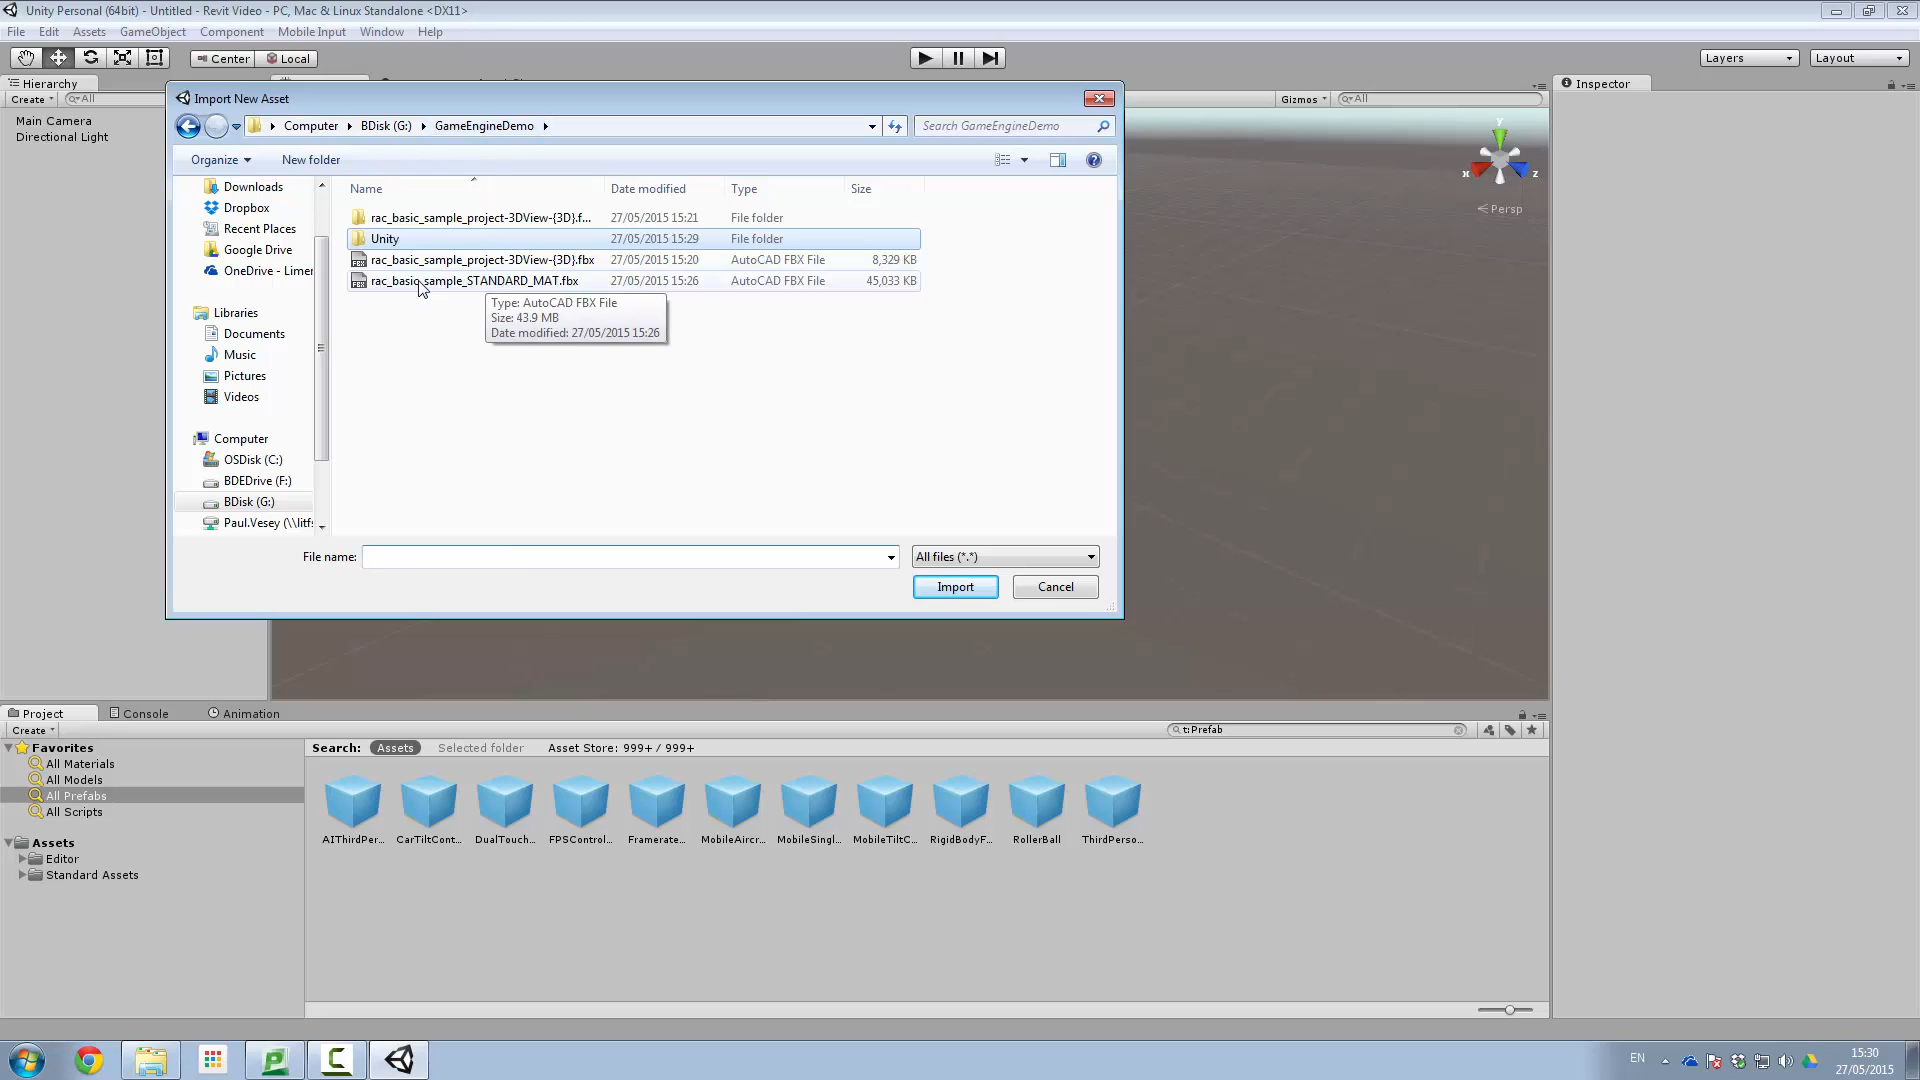 Unity Personal (64bit) - Untitled - Revit Video - PC, Mac & Linux Standalone <DX11>
File Edit Assets GameObject Component Mobile Input Window Help
Center Local
Layers Layout
Hierarchy
Inspector
Create All
Gizmos All
Main Camera
Directional Light
y
x
z
Persp
Import New Asset
Computer BDisk (G:) GameEngineDemo
Search GameEngineDemo
Organize New folder
Downloads
Dropbox
Recent Places
Google Drive
OneDrive - Limer
Libraries
Documents
Music
Pictures
Videos
Computer
OSDisk (C:)
BDEDrive (F:)
BDisk (G:)
Paul.Vesey (\\litfs
Name Date modified Type Size
rac_basic_sample_project-3DView-{3D}.f... 27/05/2015 15:21 File folder
Unity 27/05/2015 15:29 File folder
rac_basic_sample_project-3DView-{3D}.fbx 27/05/2015 15:20 AutoCAD FBX File 8,329 KB
rac_basic_sample_STANDARD_MAT.fbx 27/05/2015 15:26 AutoCAD FBX File 45,033 KB
Type: AutoCAD FBX File
Size: 43.9 MB
Date modified: 27/05/2015 15:26
File name: All files (*.*)
Import Cancel
Project Console Animation
Create t:Prefab
Favorites
All Materials
All Models
All Prefabs
All Scripts
Assets
Editor
Standard Assets
Search: Assets Selected folder Asset Store: 999+ / 999+
AIThirdPer... CarTiltCont... DualTouch... FPSControl... Framerate... MobileAircr... MobileSingl... MobileTiltC... RigidBodyF... RollerBall ThirdPerso...
EN
15:30
27/05/2015